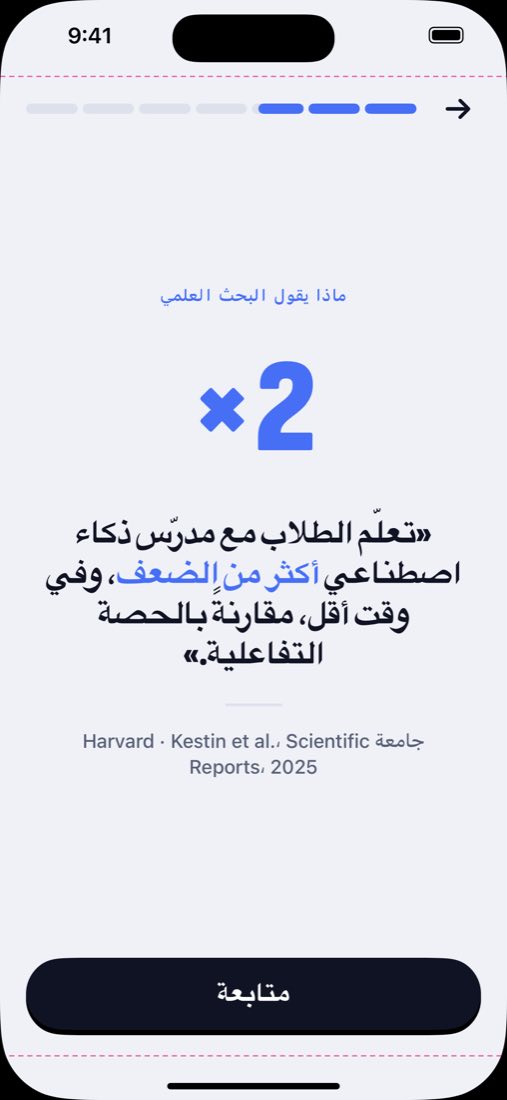 9:41
ماذا يقول البحث العلمي
×2
«تعلّم الطلاب مع مدرّس ذكاء
اصطناعي أكثر من الضعف، وفي
وقت أقل، مقارنةً بالحصة
التفاعلية.»
جامعة Harvard · Kestin et al.، Scientific
Reports، 2025
متابعة